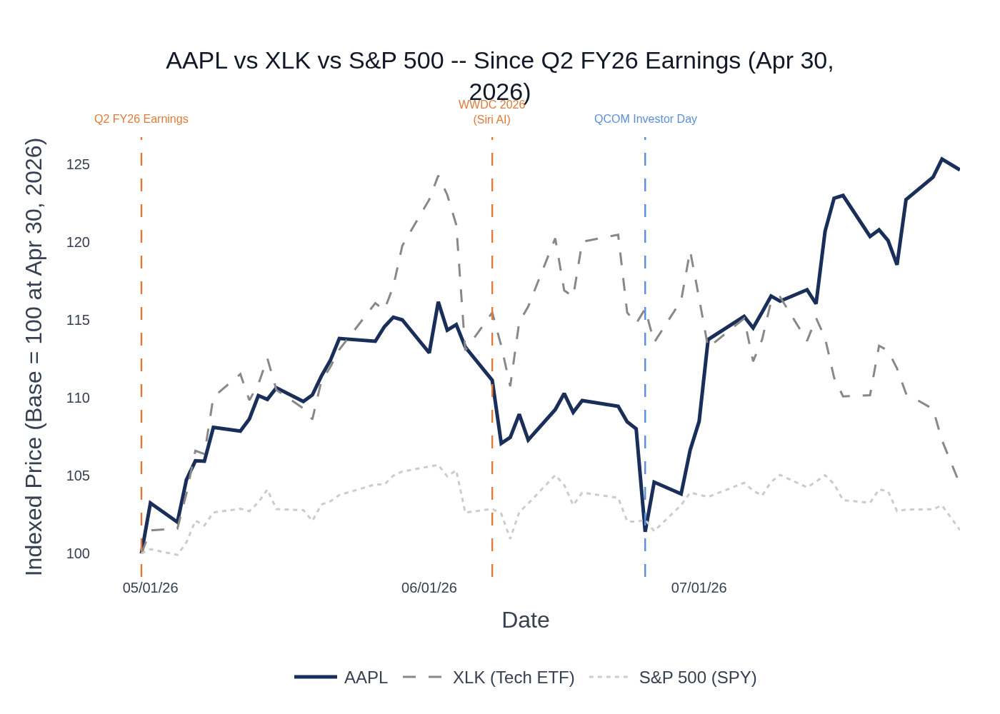 AAPL vs XLK vs S&P 500 -- Since Q2 FY26 Earnings (Apr 30,
2026)
Q2 FY26 Earnings
WWDC 2026
(Siri AI)
QCOM Investor Day
Indexed Price (Base = 100 at Apr 30, 2026)
125
120
115
110
105
100
05/01/26
06/01/26
07/01/26
Date
AAPL
XLK (Tech ETF)
S&P 500 (SPY)